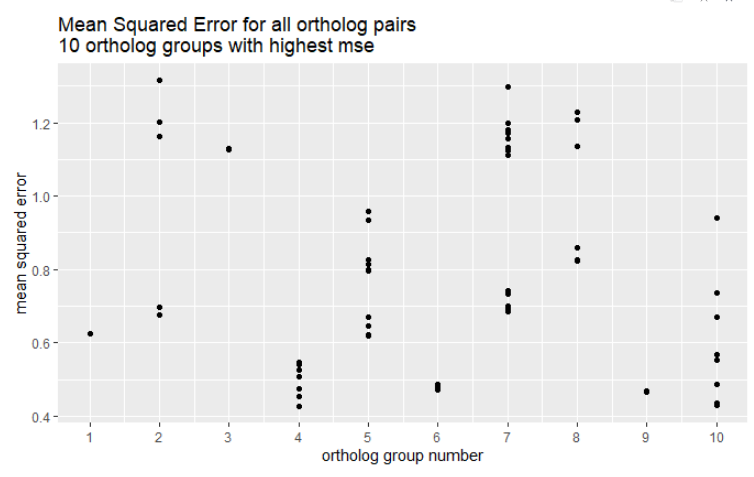 Mean Squared Error for all ortholog pairs
10 ortholog groups with highest mse
mean squared error
1.2
1.0
0.8
0.6
0.4
1 2 3 4 5 6 7 8 9 10
ortholog group number